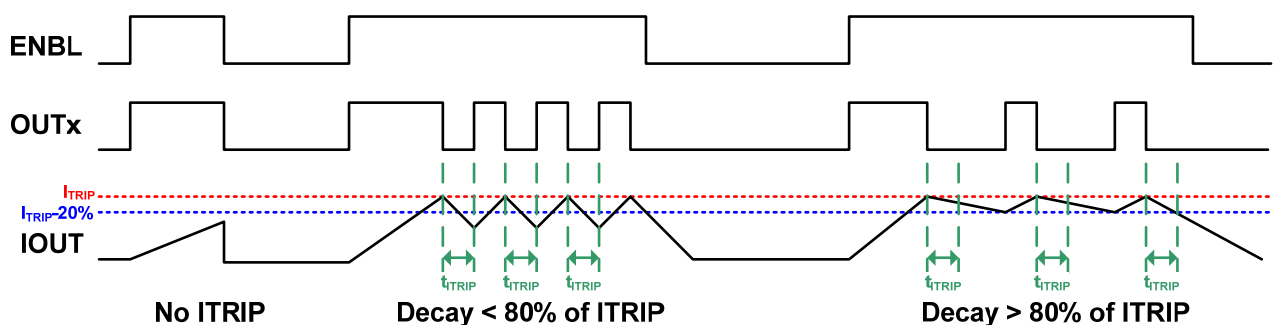 ENBL
OUTx
ITRIP
ITRIP-20%
IOUT
tITRIP tITRIP tITRIP tITRIP tITRIP tITRIP
No ITRIP Decay < 80% of ITRIP Decay > 80% of ITRIP